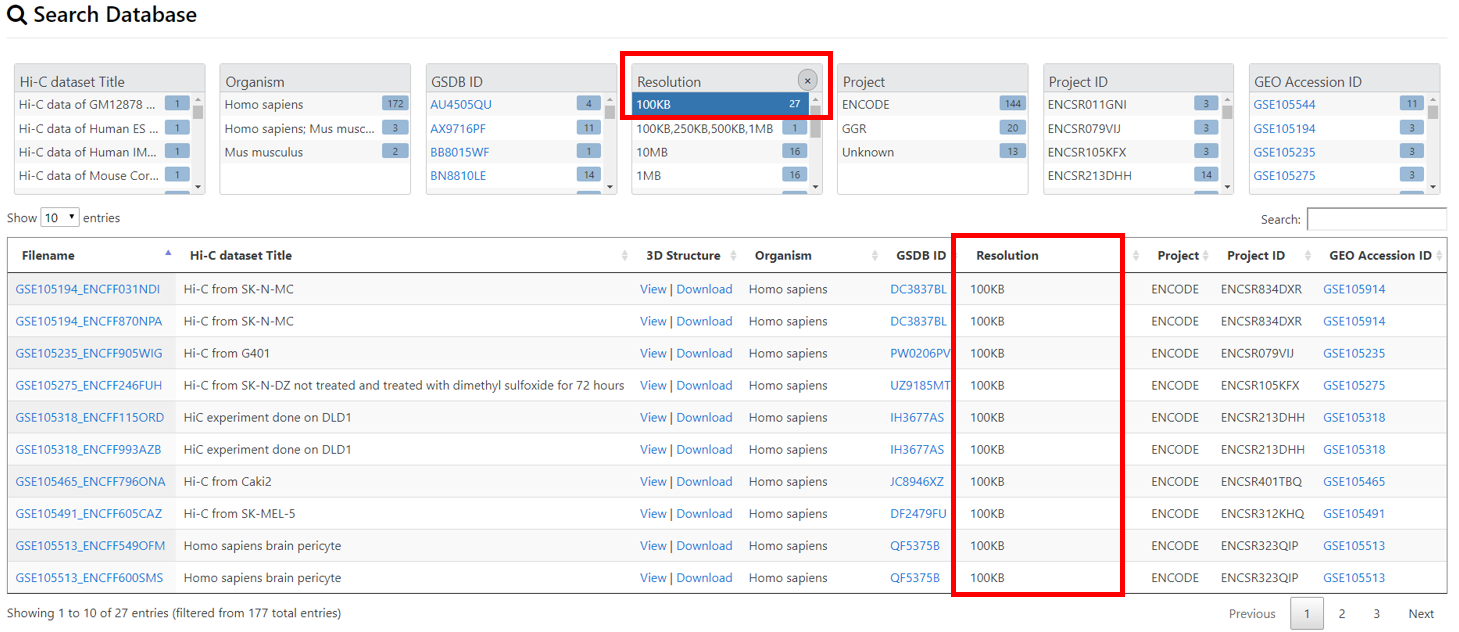 Search Database
Hi-C dataset Title
Hi-C data of GM12878 ... 1
Hi-C data of Human ES ... 1
Hi-C data of Human IM... 1
Hi-C data of Mouse Cor... 1
Organism
Homo sapiens 172
Homo sapiens; Mus musc... 3
Mus musculus 2
GSDB ID
AU4505QU 4
AX9716PF 11
BB8015WF 1
BN8810LE 14
Resolution ×
100KB 27
100KB,250KB,500KB,1MB 1
10MB 16
1MB 16
Project
ENCODE 144
GGR 20
Unknown 13
Project ID
ENCSR011GNI 3
ENCSR079VIJ 3
ENCSR105KFX 3
ENCSR213DHH 14
GEO Accession ID
GSE105544 11
GSE105194 3
GSE105235 3
GSE105275 3
Show 10 entries
Search:
Filename Hi-C dataset Title 3D Structure Organism GSDB ID Resolution Project Project ID GEO Accession ID
GSE105194_ENCFF031NDI Hi-C from SK-N-MC View | Download Homo sapiens DC3837BL 100KB ENCODE ENCSR834DXR GSE105914
GSE105194_ENCFF870NPA Hi-C from SK-N-MC View | Download Homo sapiens DC3837BL 100KB ENCODE ENCSR834DXR GSE105914
GSE105235_ENCFF905WIG Hi-C from G401 View | Download Homo sapiens PW0206PV 100KB ENCODE ENCSR079VIJ GSE105235
GSE105275_ENCFF246FUH Hi-C from SK-N-DZ not treated and treated with dimethyl sulfoxide for 72 hours View | Download Homo sapiens UZ9185MT 100KB ENCODE ENCSR105KFX GSE105275
GSE105318_ENCFF115ORD HiC experiment done on DLD1 View | Download Homo sapiens IH3677AS 100KB ENCODE ENCSR213DHH GSE105318
GSE105318_ENCFF993AZB HiC experiment done on DLD1 View | Download Homo sapiens IH3677AS 100KB ENCODE ENCSR213DHH GSE105318
GSE105465_ENCFF796ONA Hi-C from Caki2 View | Download Homo sapiens JC8946XZ 100KB ENCODE ENCSR401TBQ GSE105465
GSE105491_ENCFF605CAZ Hi-C from SK-MEL-5 View | Download Homo sapiens DF2479FU 100KB ENCODE ENCSR312KHQ GSE105491
GSE105513_ENCFF549OFM Homo sapiens brain pericyte View | Download Homo sapiens QF5375B 100KB ENCODE ENCSR323QIP GSE105513
GSE105513_ENCFF600SMS Homo sapiens brain pericyte View | Download Homo sapiens QF5375B 100KB ENCODE ENCSR323QIP GSE105513
Showing 1 to 10 of 27 entries (filtered from 177 total entries)
Previous 1 2 3 Next